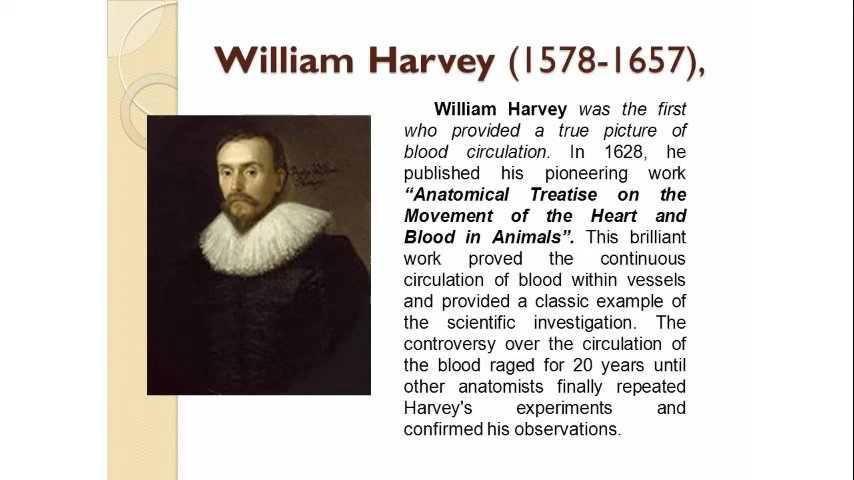 William Harvey (1578-1657),
William Harvey was the first
who provided a true picture of
blood circulation. In 1628, he
published his pioneering work
“Anatomical Treatise on the
Movement of the Heart and
Blood in Animals”. This brilliant
work proved the continuous
circulation of blood within vessels
and provided a classic example of
the scientific investigation. The
controversy over the circulation of
the blood raged for 20 years until
other anatomists finally repeated
Harvey's experiments and
confirmed his observations.